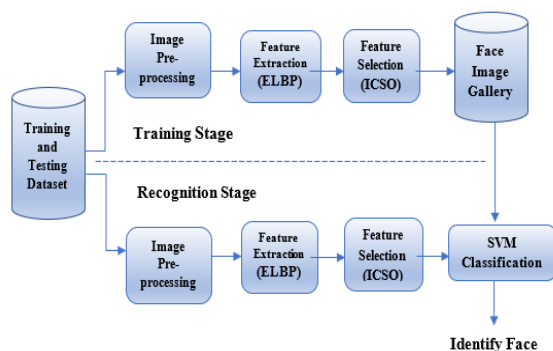 Image
Pre-
processing
Feature
Extraction
(ELBP)
Feature
Selection
(ICSO)
Face
Image
Gallery
Training
and
Testing
Dataset
Training Stage
Recognition Stage
Image
Pre-
processing
Feature
Extraction
(ELBP)
Feature
Selection
(ICSO)
SVM
Classification
Identify Face